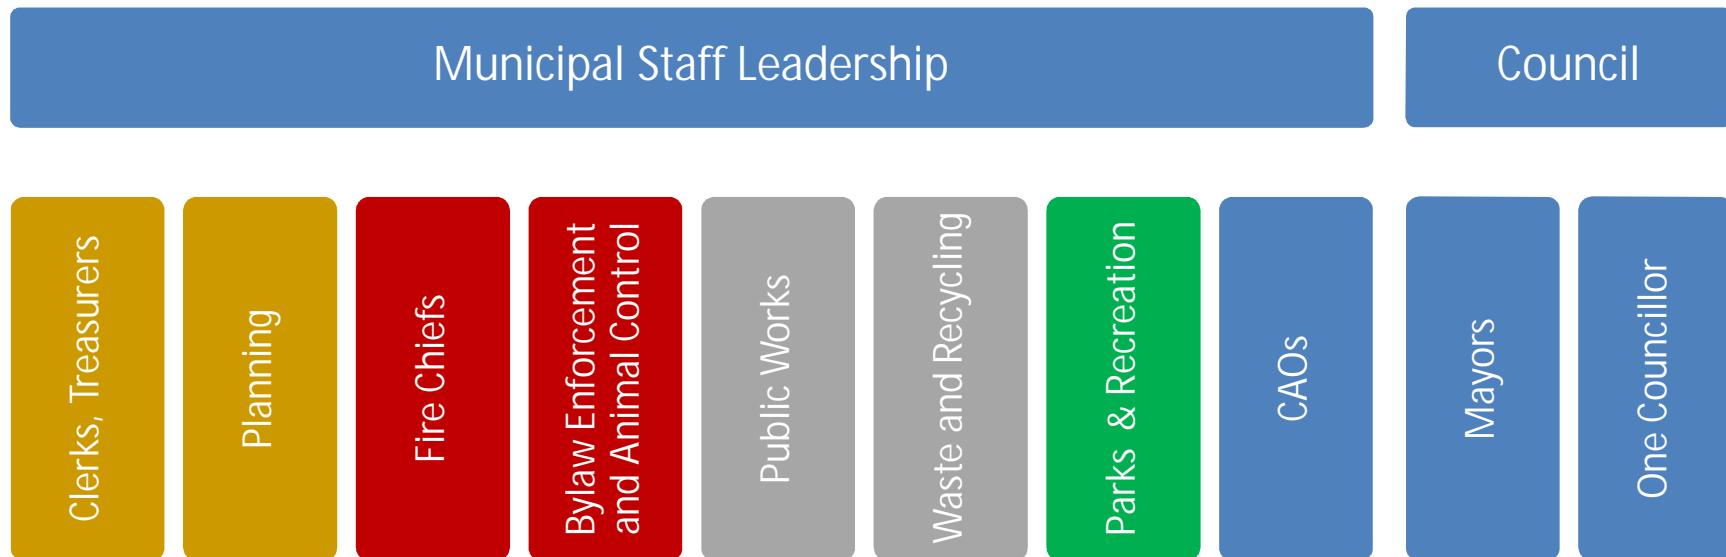 Municipal Staff Leadership
Council
Clerks, Treasurers
Planning
Fire Chiefs
Bylaw Enforcement
and Animal Control
Public Works
Waste and Recycling
Parks & Recreation
CAOs
Mayors
One Councillor